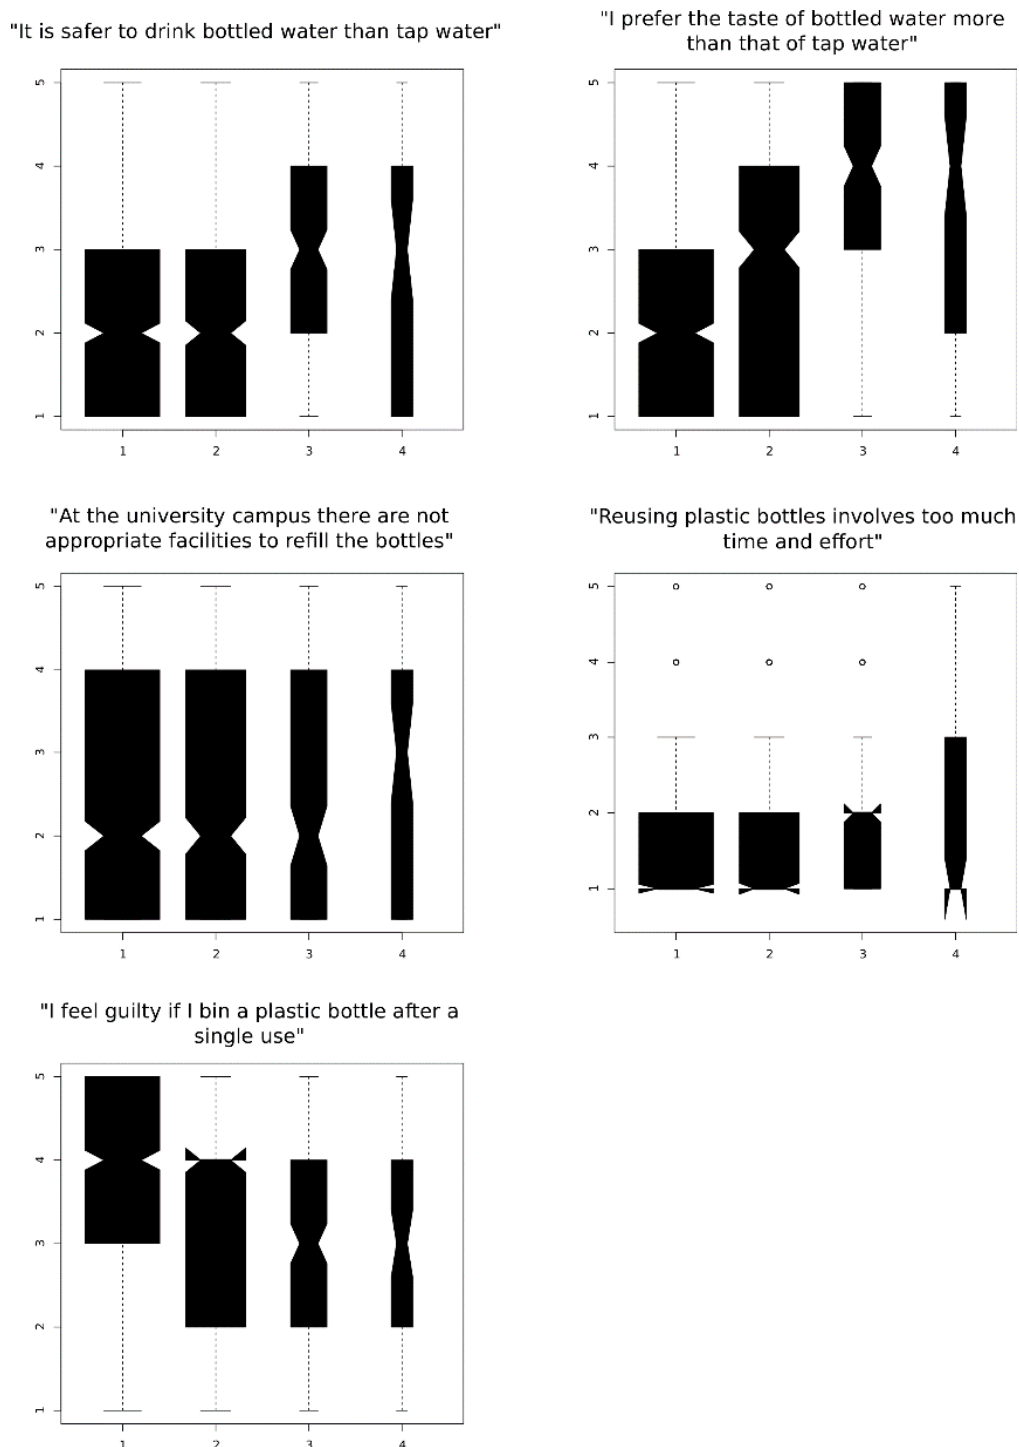 "It is safer to drink bottled water than tap water"
5
4
3
2
1
1 2 3 4
"I prefer the taste of bottled water more
than that of tap water"
5
4
3
2
1
1 2 3 4
"At the university campus there are not
appropriate facilities to refill the bottles"
5
4
3
2
1
1 2 3 4
"Reusing plastic bottles involves too much
time and effort"
5
4
3
2
1
1 2 3 4
"I feel guilty if I bin a plastic bottle after a
single use"
5
4
3
2
1
1 2 3 4